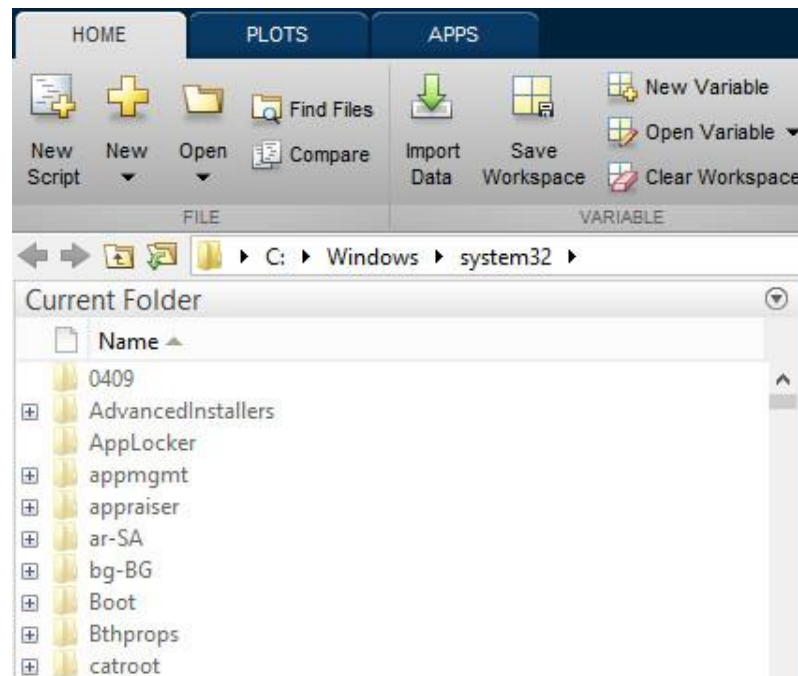 HOME PLOTS APPS
New Script
New
Open
Find Files
Compare
Import Data
Save Workspace
New Variable
Open Variable
Clear Workspace
FILE VARIABLE
C: Windows system32
Current Folder
Name
0409
AdvancedInstallers
AppLocker
appmgmt
appraiser
ar-SA
bg-BG
Boot
Bthprops
catroot